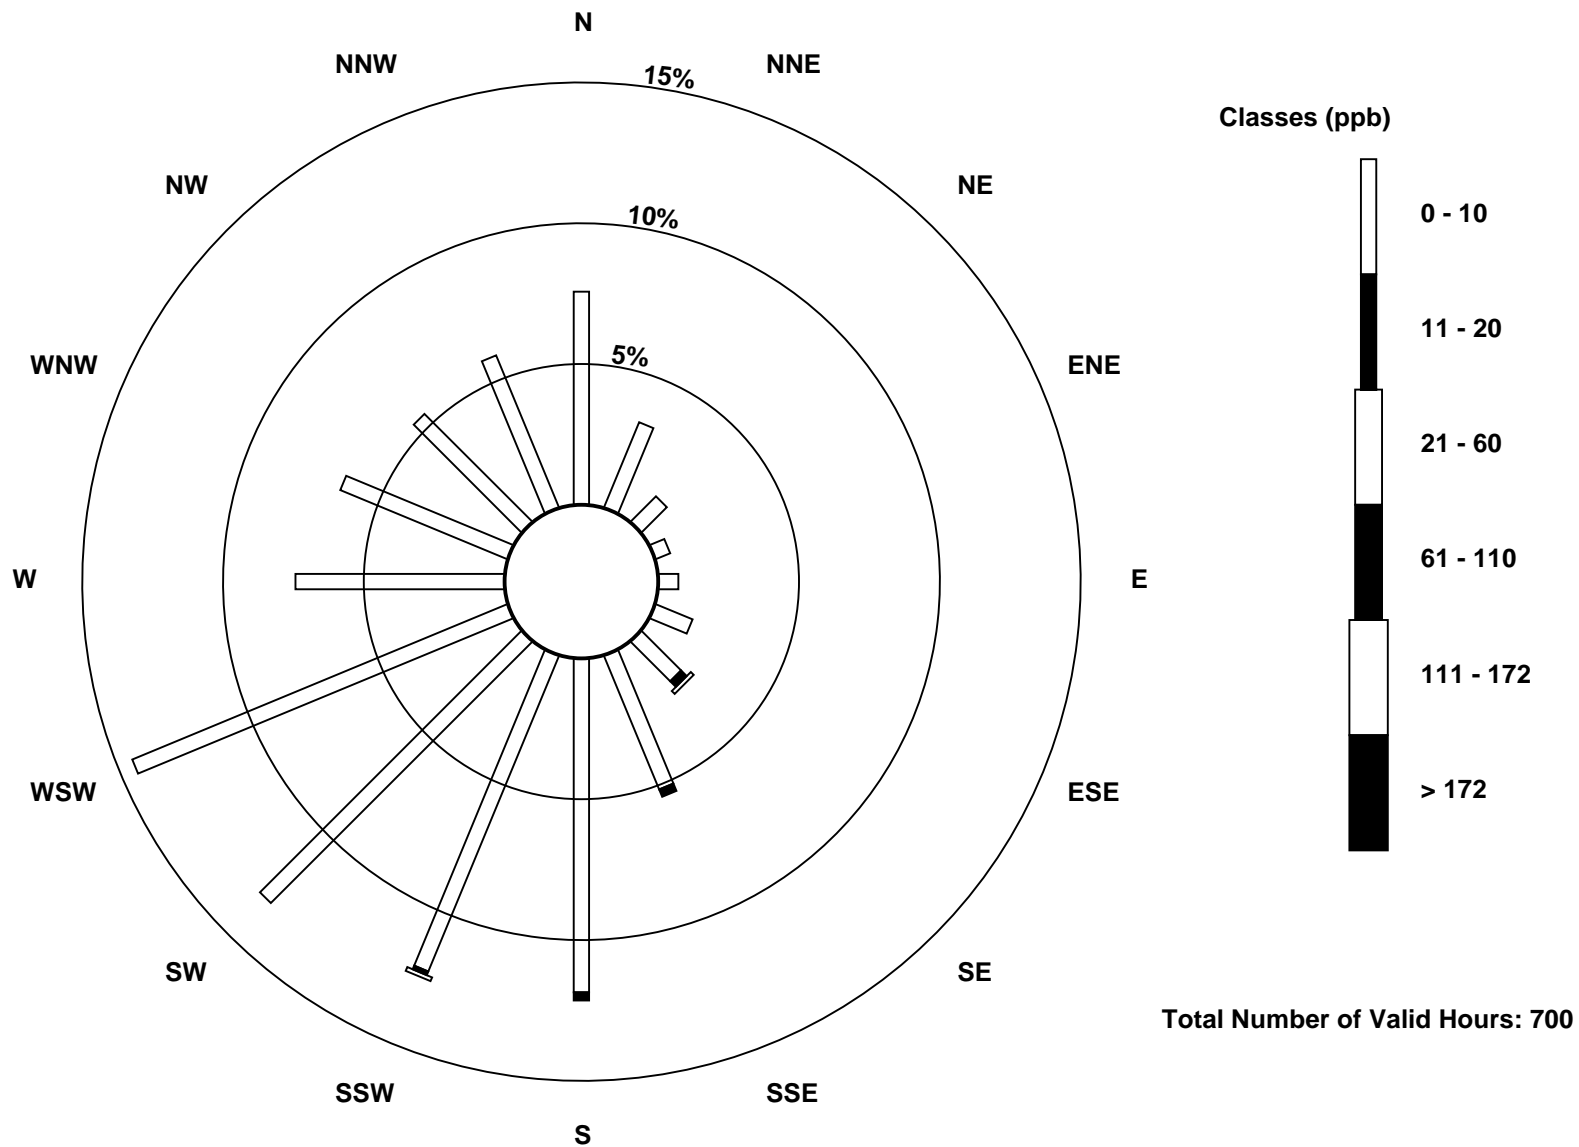 N
NNW
NNE
15%
NW
NE
10%
WNW
ENE
5%
W
E
WSW
ESE
SW
SE
SSW
SSE
S
Classes (ppb)
0 - 10
11 - 20
21 - 60
61 - 110
111 - 172
> 172
Total Number of Valid Hours: 700